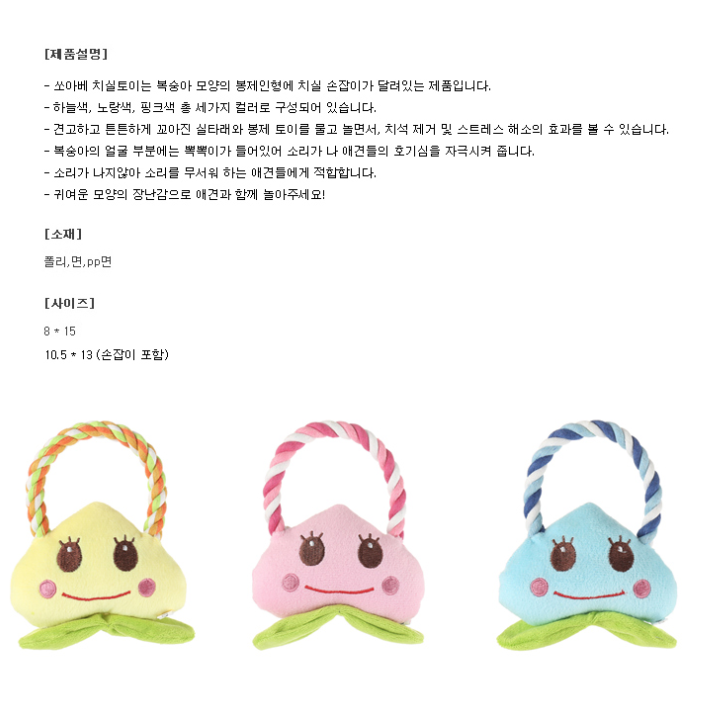 [제품설명]
- 쏘아베 치실토이는 복숭아 모양의 봉제인형에 치실 손잡이가 달려있는 제품입니다.
- 하늘색, 노랑색, 핑크색 총 세가지 컬러로 구성되어 있습니다.
- 견고하고 튼튼하게 꼬아진 실타래와 봉제 토이를 물고 놀면서, 치석 제거 및 스트레스 해소의 효과를 볼 수 있습니다.
- 복숭아의 얼굴 부분에는 뽁뽁이가 들어있어 소리가 나 애견들의 호기심을 자극시켜 줍니다.
- 소리가 나지않아 소리를 무서워 하는 애견들에게 적합합니다.
- 귀여운 모양의 장난감으로 애견과 함께 놀아주세요!
[소재]
폴리,면,pp면
[사이즈]
8 * 15
10.5 * 13 (손잡이 포함)